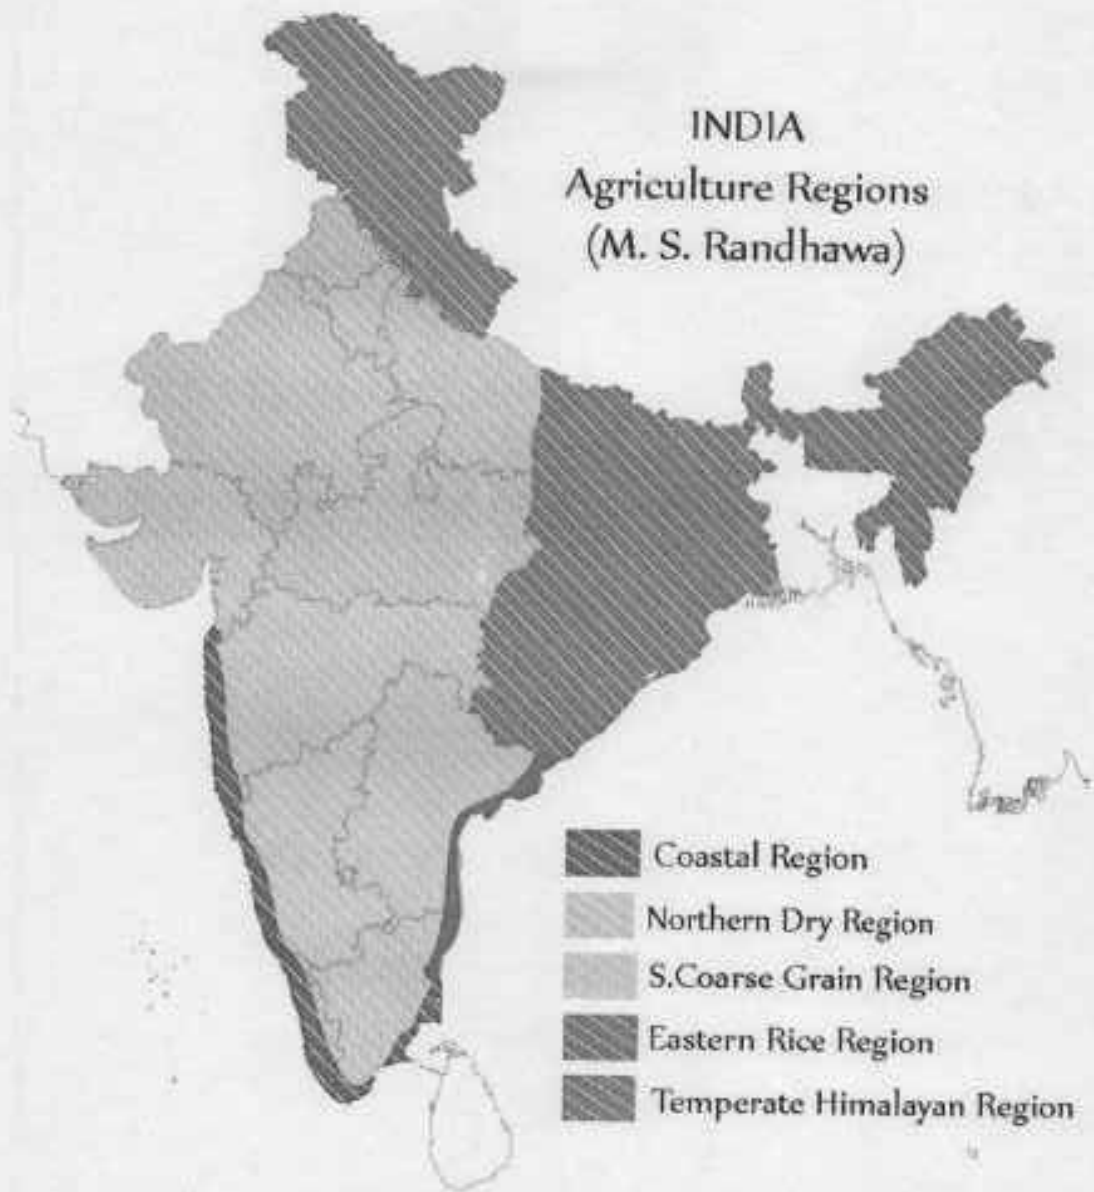 INDIA
Agriculture Regions
(M. S. Randhawa)
Coastal Region
Northern Dry Region
S.Coarse Grain Region
Eastern Rice Region
Temperate Himalayan Region